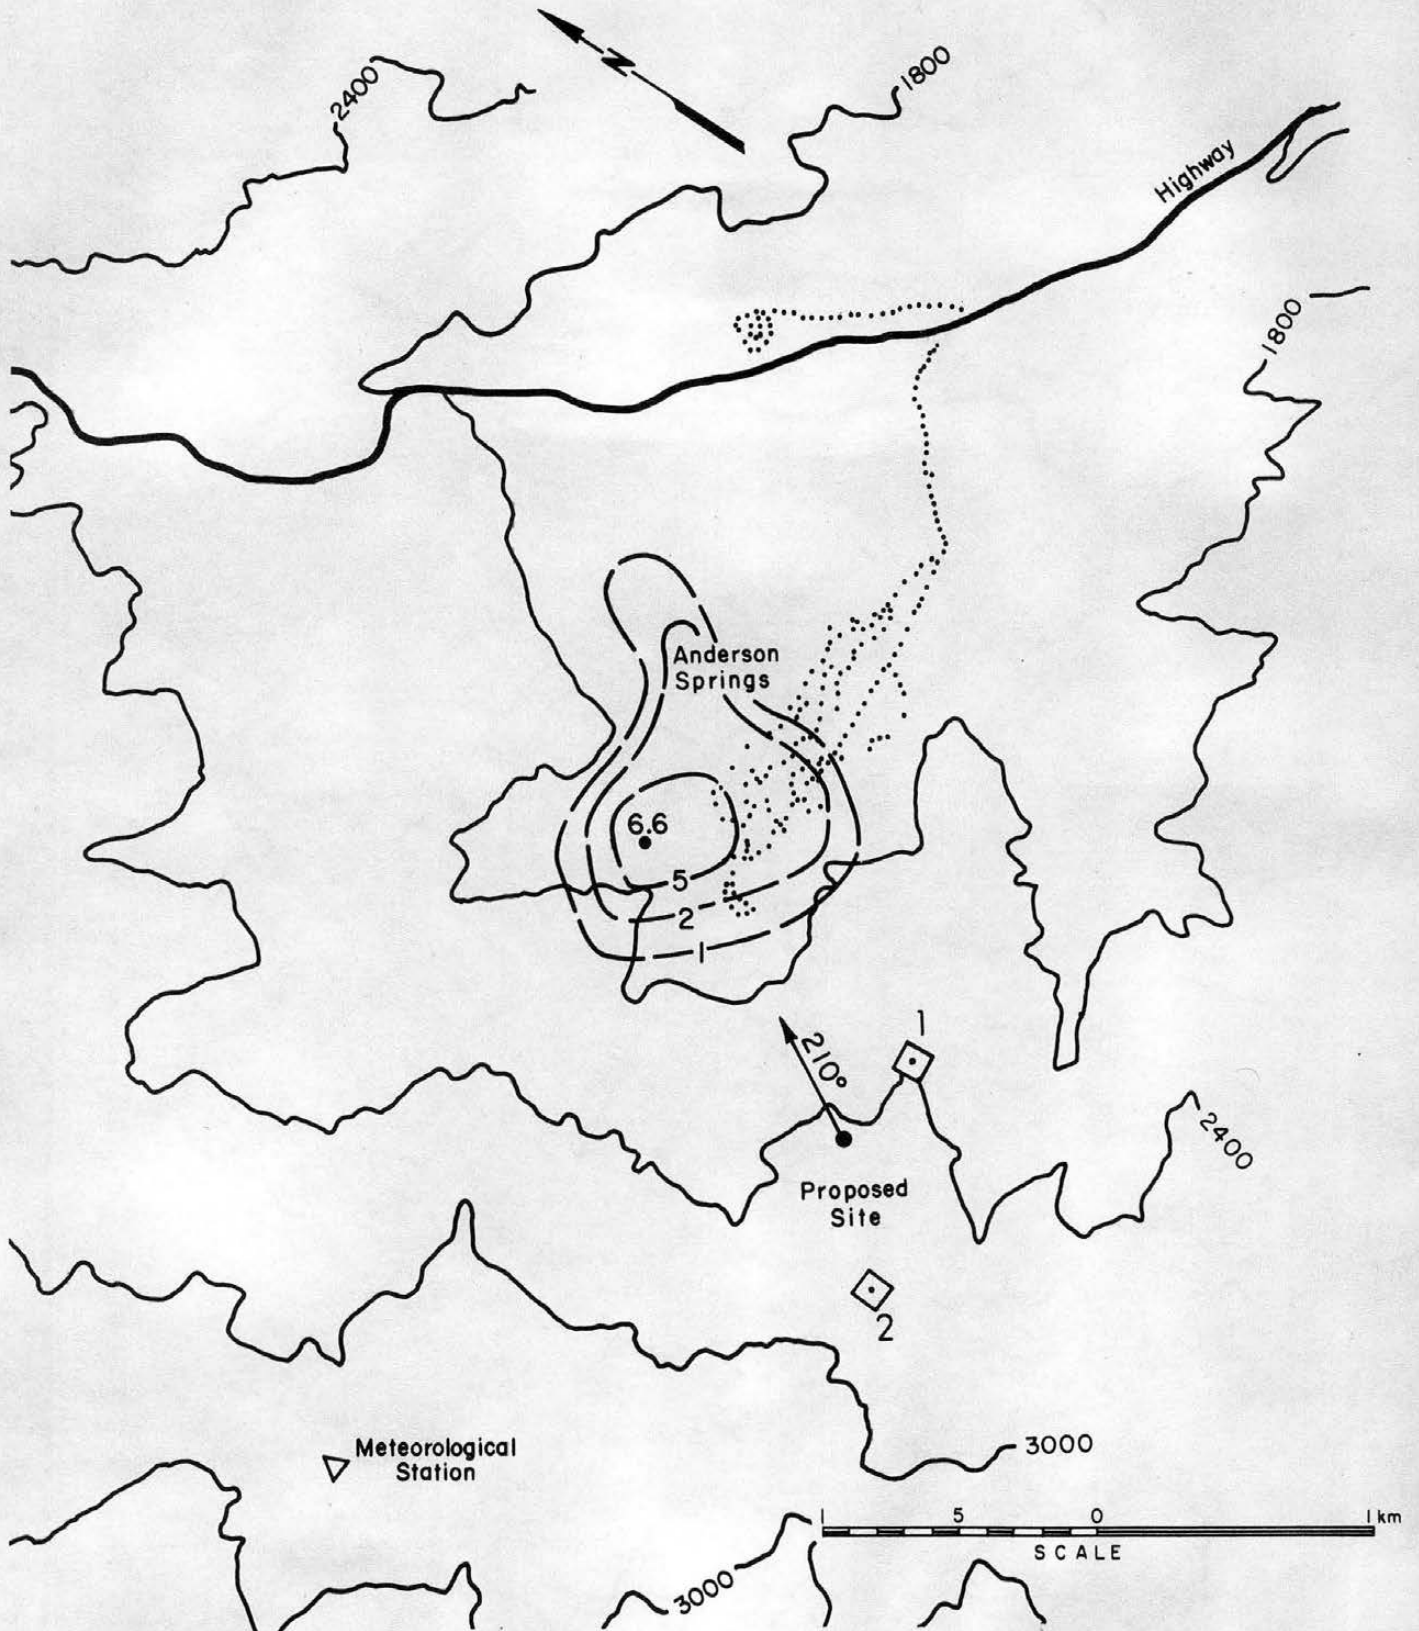 N
2400
1800
Highway
1800
Anderson
Springs
6.6
5
2
1
1
210°
2400
Proposed
Site
2
Meteorological
Station
3000
1 5 0 1 km
SCALE
3000